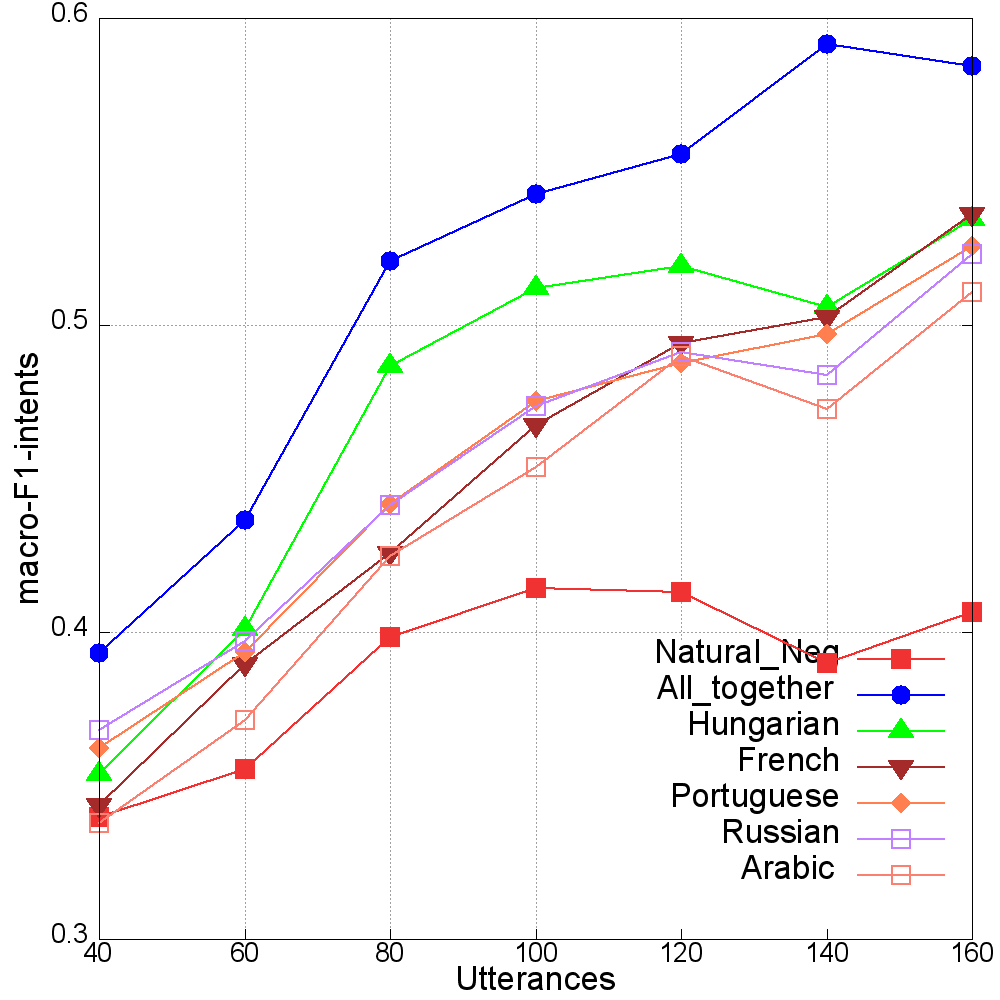 0.6
0.5
macro-F1-intents
0.4
Natural_Neg
All_together
Hungarian
French
Portuguese
Russian
Arabic
0.3
40 60 80 100 120 140 160
Utterances